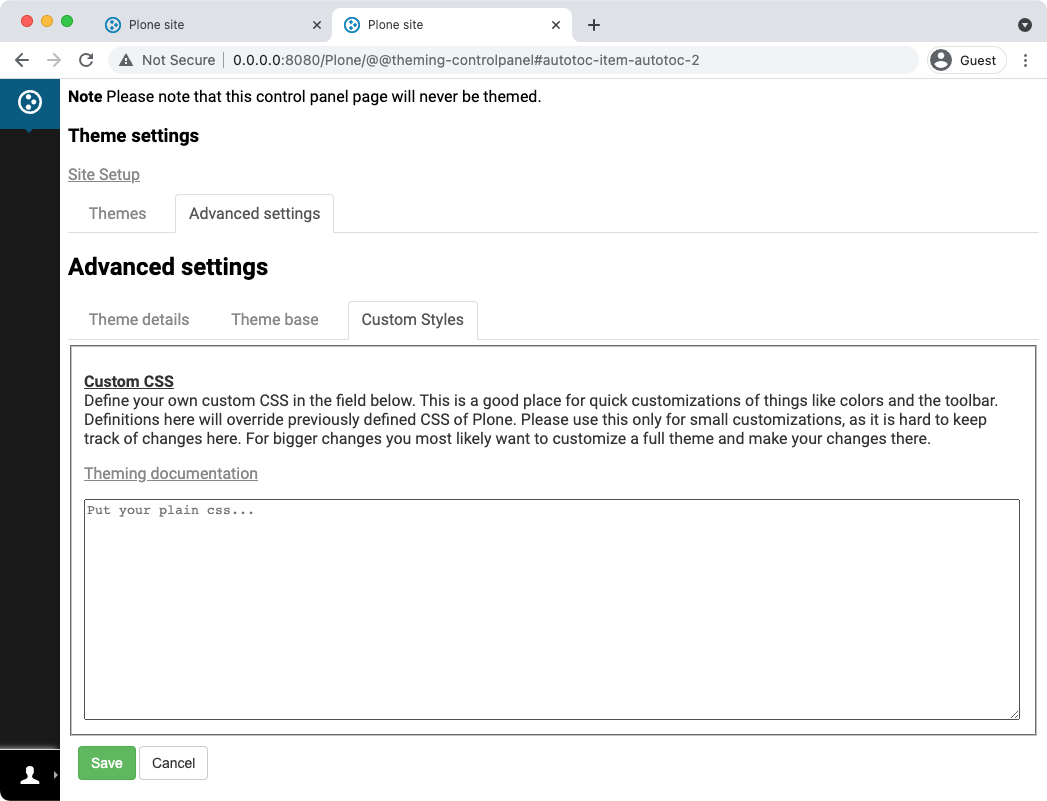 Plone site
Plone site
Not Secure
0.0.0.0:8080/Plone/@@theming-controlpanel#autotoc-item-autotoc-2
Guest
Note Please note that this control panel page will never be themed.
Theme settings
Site Setup
Themes
Advanced settings
Advanced settings
Theme details
Theme base
Custom Styles
Custom CSS
Define your own custom CSS in the field below. This is a good place for quick customizations of things like colors and the toolbar.
Definitions here will override previously defined CSS of Plone. Please use this only for small customizations, as it is hard to keep
track of changes here. For bigger changes you most likely want to customize a full theme and make your changes there.
Theming documentation
Put your plain css...
Save
Cancel